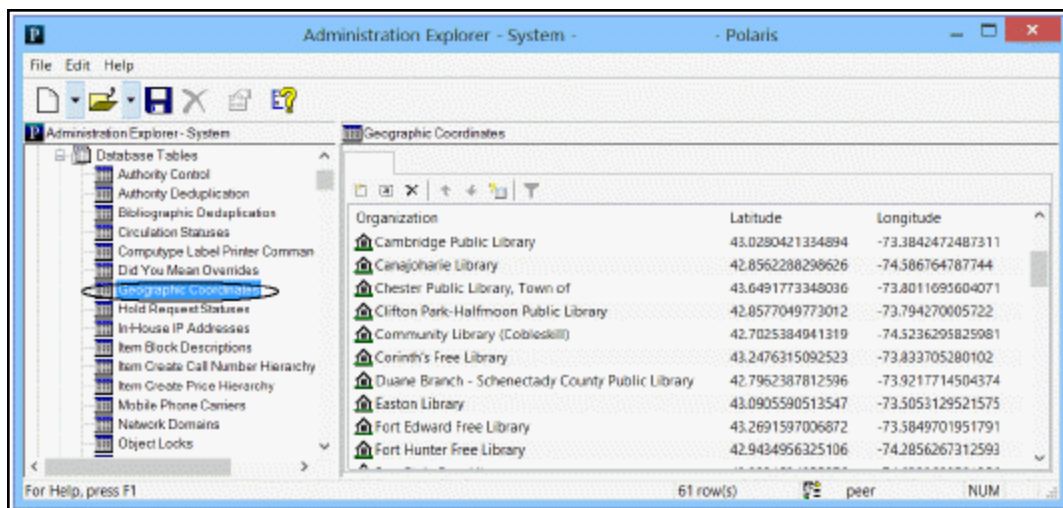 Administration Explorer - System - - Polaris
File Edit Help
Administration Explorer - System
Database Tables
Authority Control
Authority Deduplication
Bibliographic Deduplication
Circulation Statuses
Computype Label Printer Comman
Did You Mean Overrides
Geographic Coordinates
Hold Request Statuses
In-House IP Addresses
Item Block Descriptions
Item Create Call Number Hierarchy
Item Create Price Hierarchy
Mobile Phone Carriers
Network Domains
Object Locks
Geographic Coordinates
Organization Latitude Longitude
Cambridge Public Library 43.0280421334894 -73.3842472487311
Canajoharie Library 42.8562288298626 -74.586764787744
Chester Public Library, Town of 43.6491773348036 -73.8011695604071
Clifton Park-Halfmoon Public Library 42.8577049773012 -73.794270005722
Community Library (Cobleskill) 42.7025384941319 -74.5236295829981
Corinth's Free Library 43.2476315092523 -73.833705280102
Duane Branch - Schenectady County Public Library 42.7962387812596 -73.9217714504374
Easton Library 43.0905590513547 -73.5053129521575
Fort Edward Free Library 43.2691597006872 -73.5849701951791
Fort Hunter Free Library 42.9434956325106 -74.2856267312593
For Help, press F1 61 row(s) peer NUM